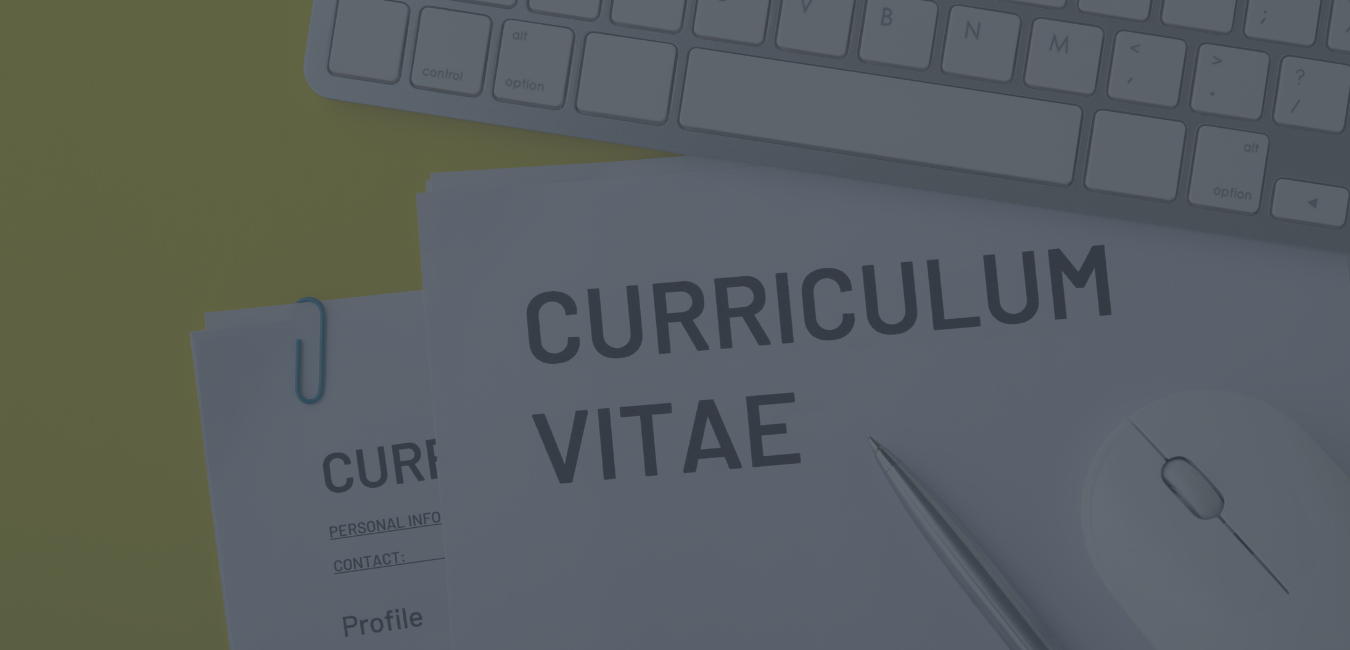 V B N M < , > . ? / ;
control alt option alt option
CURRICULUM
VITAE
CURR
PERSONAL INFO
CONTACT:
Profile